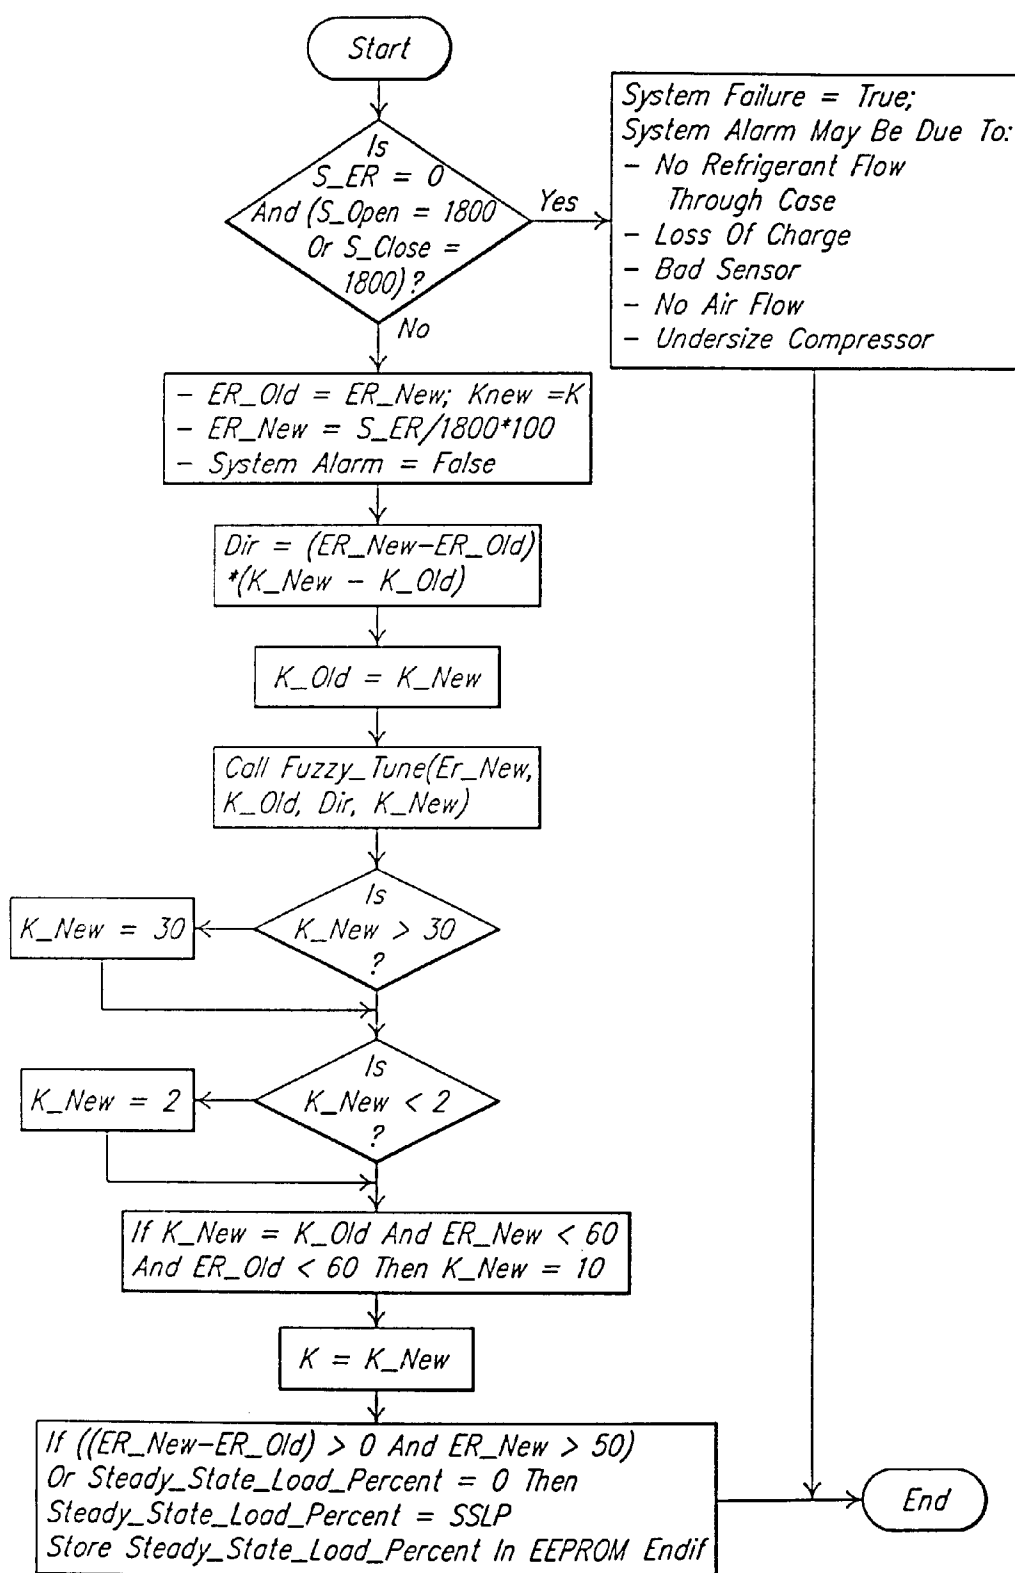 Start
Is
S_ER = 0
And (S_Open = 1800
Or S_Close =
1800)?
Yes
No
System Failure = True;
System Alarm May Be Due To:
- No Refrigerant Flow
Through Case
- Loss Of Charge
- Bad Sensor
- No Air Flow
- Undersize Compressor
- ER_Old = ER_New; Knew =K
- ER_New = S_ER/1800*100
- System Alarm = False
Dir = (ER_New-ER_Old)
*(K_New - K_Old)
K_Old = K_New
Call Fuzzy_Tune(Er_New,
K_Old, Dir, K_New)
Is
K_New > 30
?
K_New = 30
Is
K_New < 2
?
K_New = 2
If K_New = K_Old And ER_New < 60
And ER_Old < 60 Then K_New = 10
K = K_New
If ((ER_New-ER_Old) > 0 And ER_New > 50)
Or Steady_State_Load_Percent = 0 Then
Steady_State_Load_Percent = SSLP
Store Steady_State_Load_Percent In EEPROM Endif
End